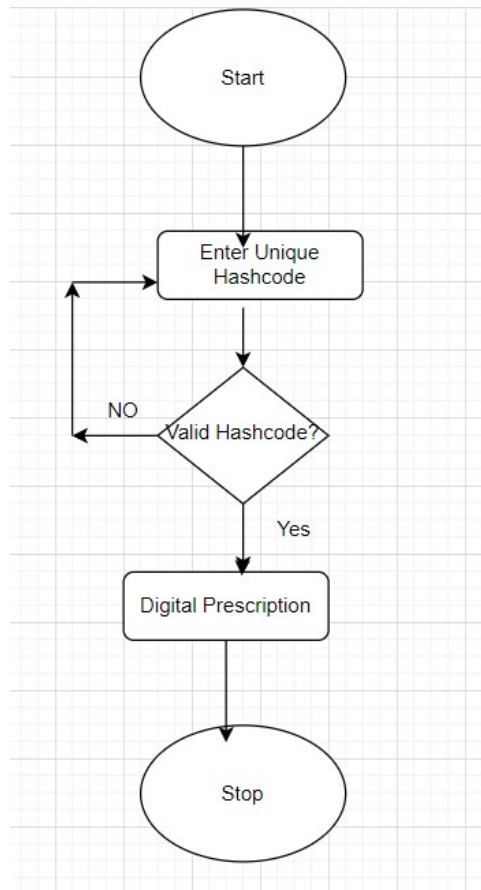 Start
Enter Unique
Hashcode
NO
Valid Hashcode?
Yes
Digital Prescription
Stop